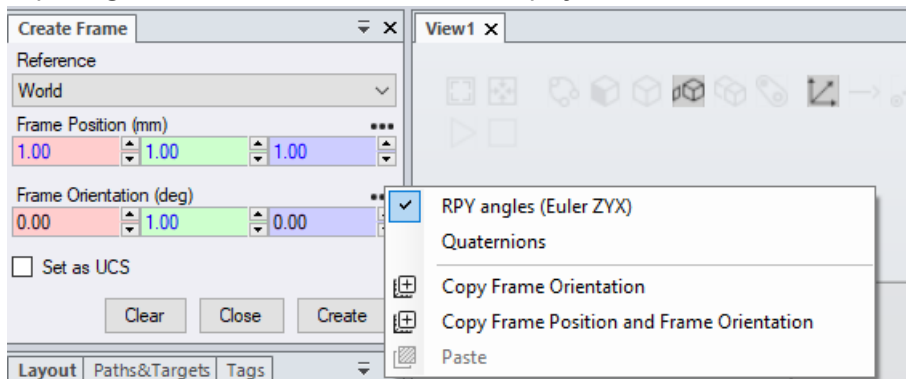 Create Frame
View1
Reference
World
Frame Position (mm)
1.00 1.00 1.00
Frame Orientation (deg)
0.00 1.00 0.00
Set as UCS
Clear Close Create
RPY angles (Euler ZYX)
Quaternions
Copy Frame Orientation
Copy Frame Position and Frame Orientation
Paste
Layout Paths&Targets Tags